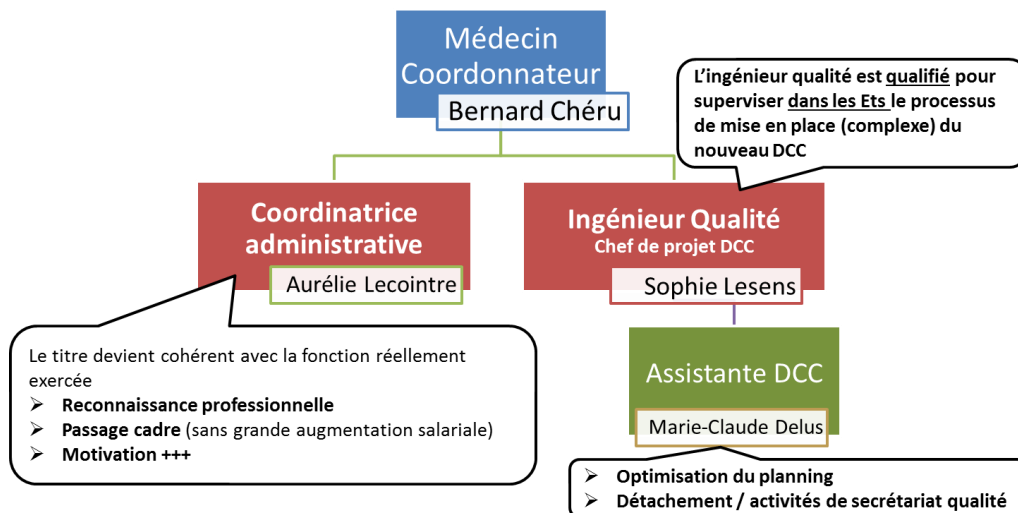 Médecin
Coordonnateur
Bernard Chéru
L'ingénieur qualité est qualifié pour
superviser dans les Ets le processus
de mise en place (complexe) du
nouveau DCC
Coordinatrice
administrative
Aurélie Lecointre
Ingénieur Qualité
Chef de projet DCC
Sophie Lesens
Le titre devient cohérent avec la fonction réellement
exercée
➢ Reconnaissance professionnelle
➢ Passage cadre (sans grande augmentation salariale)
➢ Motivation +++
Assistante DCC
Marie-Claude Delus
➢ Optimisation du planning
➢ Détachement / activités de secrétariat qualité